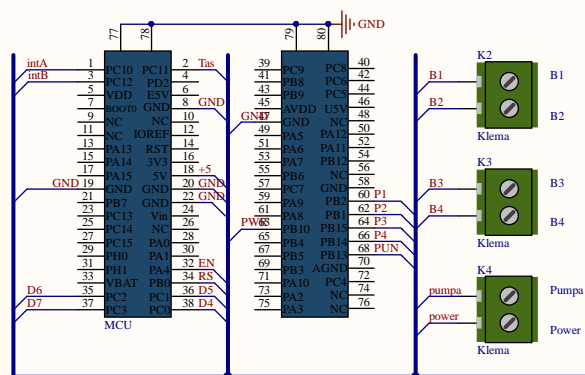 77
78
79
80
GND
intA 1 PC10 PC11 2 Tas
intB 3 PC12 PD2 4
5 VDD E5V 6
7 BOOT0 GND 8 GND
9 NC NC 10
11 NC IOREF 12
13 PA13 RST 14
15 PA14 3V3 16
17 PA15 5V 18 +5
GND 19 GND GND 20 GND
21 PB7 GND 22 GND
23 PC13 Vin 24
25 PC14 NC 26
27 PC15 PA0 28
29 PH0 PA1 30
31 PH1 PA4 32 EN
33 VBAT PB0 34 RS
D6 35 PC2 PC1 36 D5
D7 37 PC3 PC0 38 D4
MCU
39 PC9 PC8 40
41 PB8 PC6 42
43 PB9 PC5 44
45 AVDD U5V 46
GND 47 GND NC 48
49 PA5 PA12 50
51 PA6 PA11 52
53 PA7 PB12 54
55 PB6 NC 56
57 PC7 GND 58
59 PA9 PB2 60 P1
61 PA8 PB1 62 P2
PWR 63 PB10 PB15 64 P3
65 PB4 PB14 66 P4
67 PB5 PB13 68 PUN
69 PB3 AGND 70
71 PA10 PC4 72
73 PA2 NC 74
75 PA3 NC 76
K2
B1 B1
B2 B2
Klema
K3
B3 B3
B4 B4
Klema
K4
pumpa Pumpa
power Power
Klema